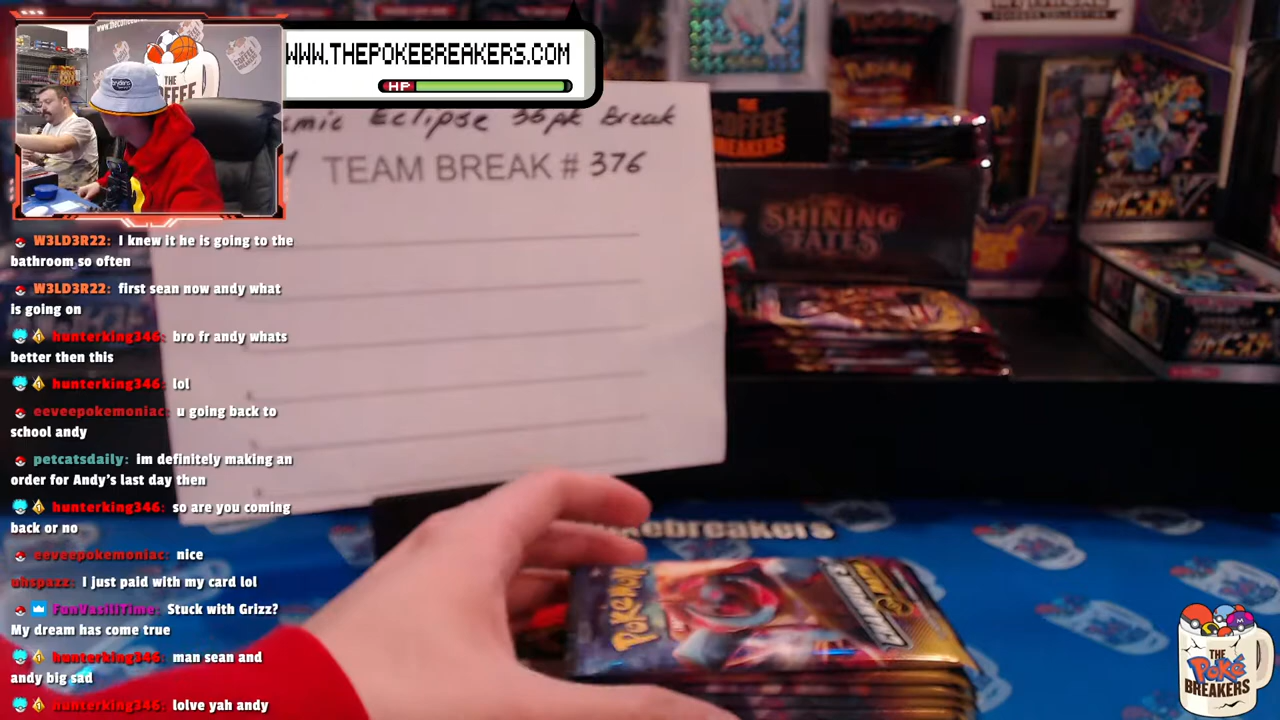 WWW.THEPOKEBREAKERS.COM
HP
Eclipse 36pk Break
TEAM BREAK # 376
THE
COFFEE
BREAKERS
SHINING
FATES
W3LD3R22: I knew it he is going to the
bathroom so often
W3LD3R22: first sean now andy what
is going on
hunterking346: bro fr andy whats
better then this
hunterking346: lol
eeveepokemoniac: u going back to
school andy
petcatsdaily: im definitely making an
order for Andy's last day then
hunterking346: so are you coming
back or no
eeveepokemoniac: nice
uhspazz: I just paid with my card lol
FunVasiliTime: Stuck with Grizz?
My dream has come true
hunterking346: man sean and
andy big sad
hunterking346: lolve yah andy
kebreakers
POKÉMON
THE
Poké
BREAKERS